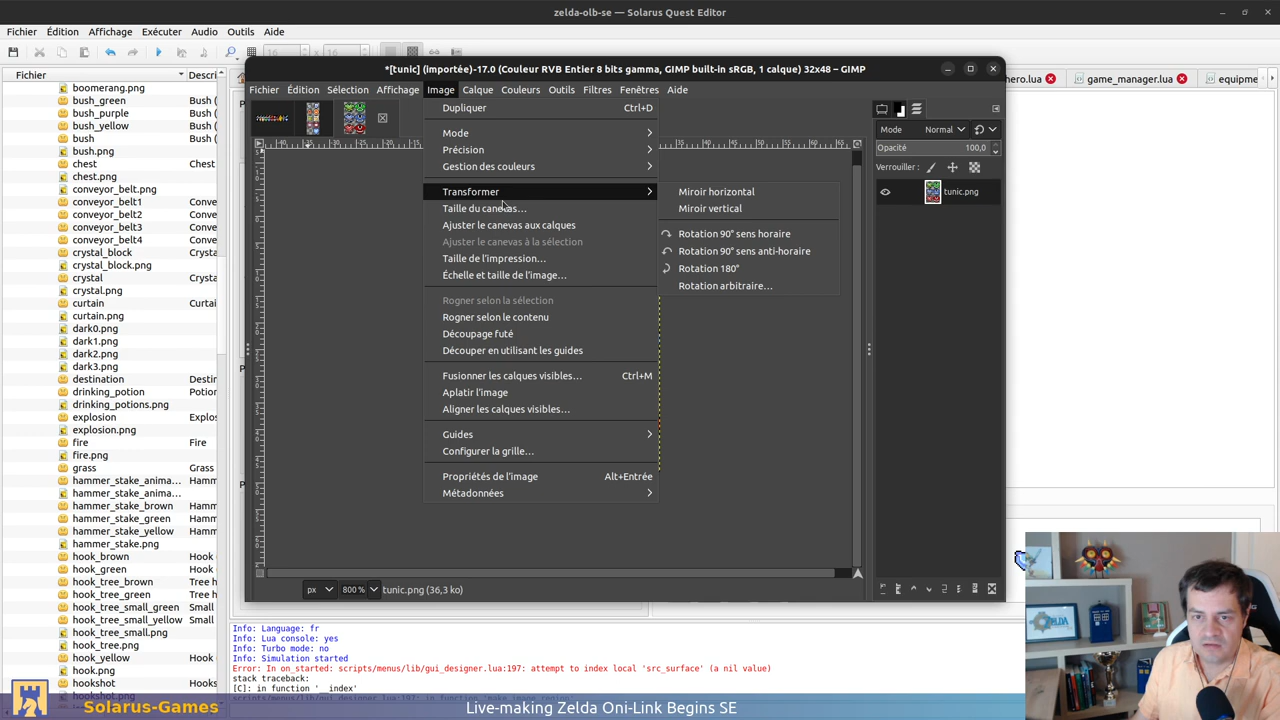 zelda-olb-se — Solarus Quest Editor
Fichier Édition Affichage Exécuter Audio Outils Aide
16 x 16
Fichier Descri
boomerang.png
bush_green Bush (
bush_purple Bush (
bush_yellow Bush (
bush Bush (
bush.png
chest Chest
chest.png
conveyor_belt.png
conveyor_belt1 Conve
conveyor_belt2 Conve
conveyor_belt3 Conve
conveyor_belt4 Conve
crystal_block Crysta
crystal_block.png
crystal Crysta
crystal.png
curtain Curtai
curtain.png
dark0.png
dark1.png
dark2.png
dark3.png
destination Destin
drinking_potion Potion
drinking_potions.png
explosion Explos
explosion.png
fire Fire
fire.png
grass Grass
hammer_stake_anima... Hamm
hammer_stake_anima... Hamm
hammer_stake_brown Hamm
hammer_stake_green Hamm
hammer_stake_yellow Hamm
hammer_stake.png
hook_brown Hook (
hook_green Hook (
hook_tree_brown Tree h
hook_tree_green Tree h
hook_tree_small_green Small
hook_tree_small_yellow Small
hook_tree_small.png
hook_tree.png
hook_yellow Hook (
hook.png
hookshot Hooks
*[tunic] (importée)-17.0 (Couleur RVB Entier 8 bits gamma, GIMP built-in sRGB, 1 calque) 32x48 – GIMP
Fichier Édition Sélection Affichage Image Calque Couleurs Outils Filtres Fenêtres Aide
Dupliquer Ctrl+D
Mode
Précision
Gestion des couleurs
Transformer
Taille du canevas…
Ajuster le canevas aux calques
Ajuster le canevas à la sélection
Taille de l’impression…
Échelle et taille de l’image…
Rogner selon la sélection
Rogner selon le contenu
Découpage futé
Découper en utilisant les guides
Fusionner les calques visibles… Ctrl+M
Aplatir l’image
Aligner les calques visibles…
Guides
Configurer la grille…
Propriétés de l’image Alt+Entrée
Métadonnées
Miroir horizontal
Miroir vertical
Rotation 90° sens horaire
Rotation 90° sens anti-horaire
Rotation 180°
Rotation arbitraire…
Mode Normal
Opacité 100,0
Verrouiller :
tunic.png
px 800 % tunic.png (36,3 ko)
hero.lua game_manager.lua equipme
Info: Language: fr
Info: Lua console: yes
Info: Turbo mode: no
Info: Simulation started
Error: In on_started: scripts/menus/lib/gui_designer.lua:197: attempt to index local 'src_surface' (a nil value)
stack traceback:
[C]: in function '__index'
Solarus-Games
Live-making Zelda Oni-Link Begins SE